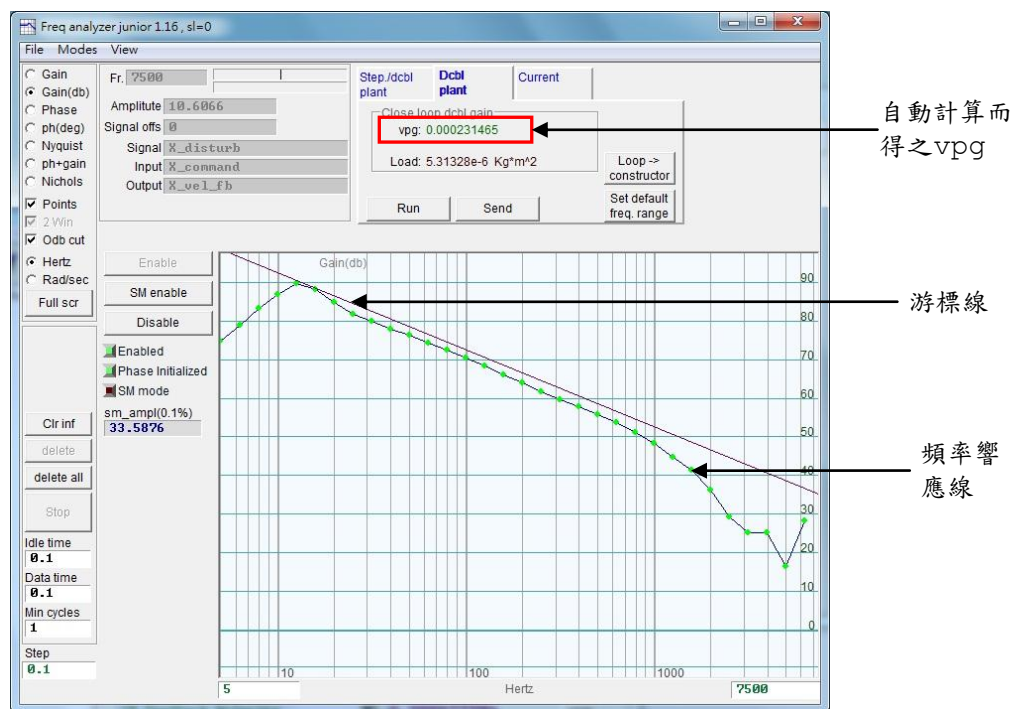 Freq analyzer junior 1.16 , sl=0
File Modes View
Gain
Gain(db)
Phase
ph(deg)
Nyquist
ph+gain
Nichols
Points
2 Win
Odb cut
Hertz
Rad/sec
Full scr
Fr. 7500
Amplitute 10.6066
Signal offs 0
Signal X_disturb
Input X_command
Output X_vel_fb
Step./dcbl plant
Dcbl plant
Current
Close loop dcbl gain
vpg: 0.000231465
Load: 5.31328e-6 Kg*m^2
Run
Send
Loop -> constructor
Set default freq. range
自動計算而
得之vpg
Enable
SM enable
Disable
Enabled
Phase Initialized
SM mode
sm_ampl(0.1%)
33.5876
Clr inf
delete
delete all
Stop
Idle time
0.1
Data time
0.1
Min cycles
1
Step
0.1
Gain(db)
90
80
70
60
50
30
20
10
0
10
100
1000
5
Hertz
7500
游標線
頻率響
應線